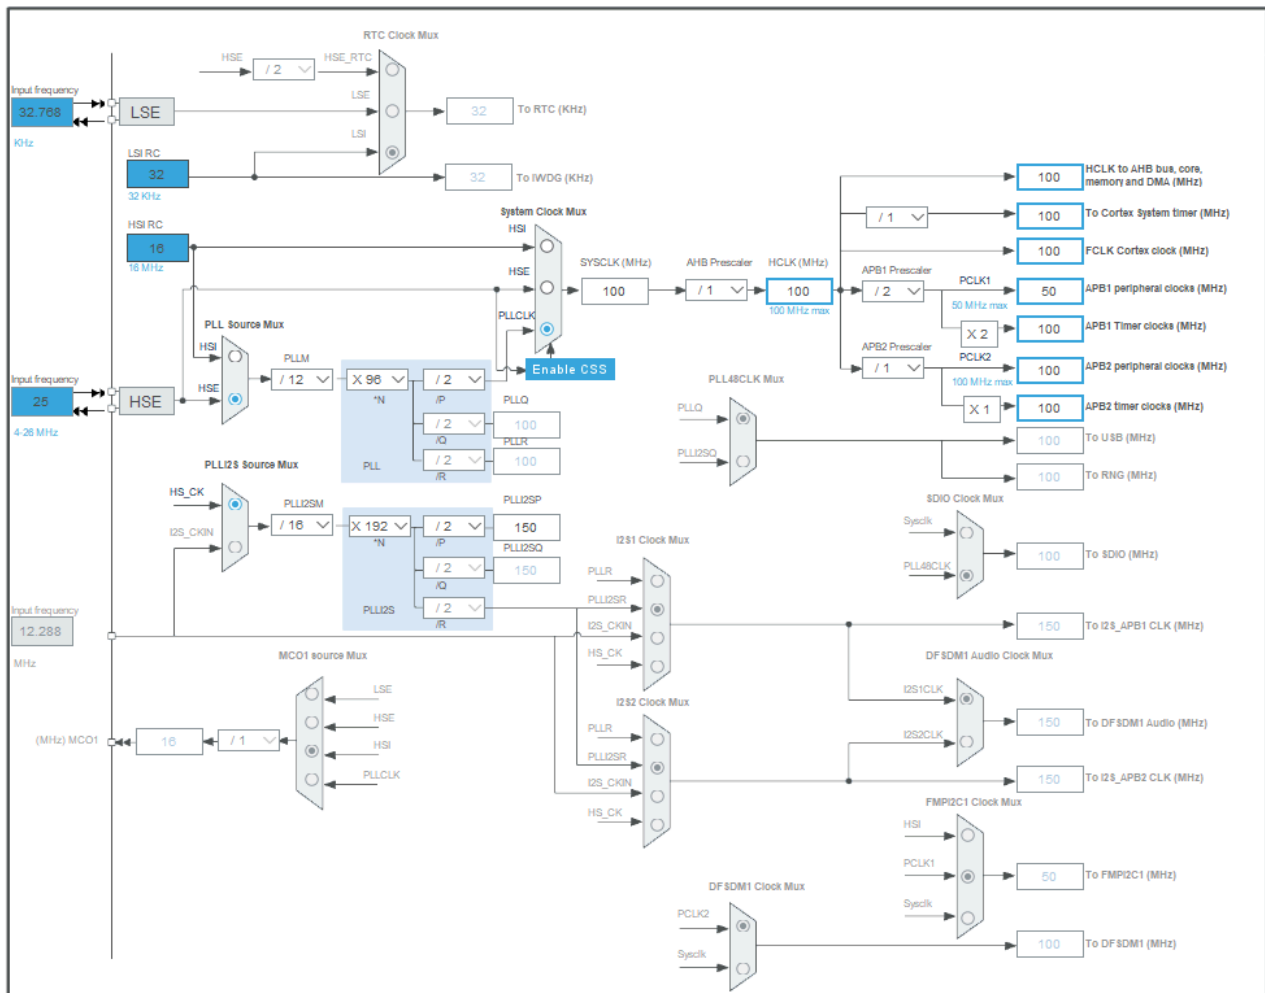 RTC Clock Mux
HSE
/ 2
HSE_RTC
Input frequency
32.768
KHz
LSE
LSE
32
To RTC (KHz)
LSI
LSI RC
32
32 KHz
32
To IWDG (KHz)
HSI RC
16
16 MHz
System Clock Mux
HSI
HSE
PLLCLK
Enable CSS
SYSCLK (MHz)
100
AHB Prescaler
/ 1
HCLK (MHz)
100
100 MHz max
100
HCLK to AHB bus, core,
memory and DMA (MHz)
/ 1
100
To Cortex System timer (MHz)
100
FCLK Cortex clock (MHz)
APB1 Prescaler
/ 2
PCLK1
50 MHz max
50
APB1 peripheral clocks (MHz)
X 2
100
APB1 Timer clocks (MHz)
APB2 Prescaler
/ 1
PCLK2
100 MHz max
100
APB2 peripheral clocks (MHz)
X 1
100
APB2 timer clocks (MHz)
PLL Source Mux
HSI
HSE
Input frequency
25
4-26 MHz
HSE
PLLM
/ 12
X 96
*N
/ 2
/P
PLLQ
/ 2
100
/Q
PLLR
/ 2
100
/R
PLL
PLL48CLK Mux
PLLQ
PLLI2SQ
100
To USB (MHz)
100
To RNG (MHz)
PLLI2S Source Mux
HS_CK
I2S_CKIN
PLLI2SM
/ 16
X 192
*N
/ 2
/P
PLLI2SP
150
PLLI2SQ
/ 2
150
/Q
/ 2
/R
PLLI2S
SDIO Clock Mux
Sysclk
PLL48CLK
100
To SDIO (MHz)
I2S1 Clock Mux
PLLR
PLLI2SR
I2S_CKIN
HS_CK
150
To I2S_APB1 CLK (MHz)
Input frequency
12.288
MHz
MCO1 source Mux
LSE
HSE
HSI
PLLCLK
(MHz) MCO1
16
/ 1
I2S2 Clock Mux
PLLR
PLLI2SR
I2S_CKIN
HS_CK
DFSDM1 Audio Clock Mux
I2S1CLK
I2S2CLK
150
To DFSDM1 Audio (MHz)
150
To I2S_APB2 CLK (MHz)
FMPI2C1 Clock Mux
HSI
PCLK1
Sysclk
50
To FMPI2C1 (MHz)
DFSDM1 Clock Mux
PCLK2
Sysclk
100
To DFSDM1 (MHz)